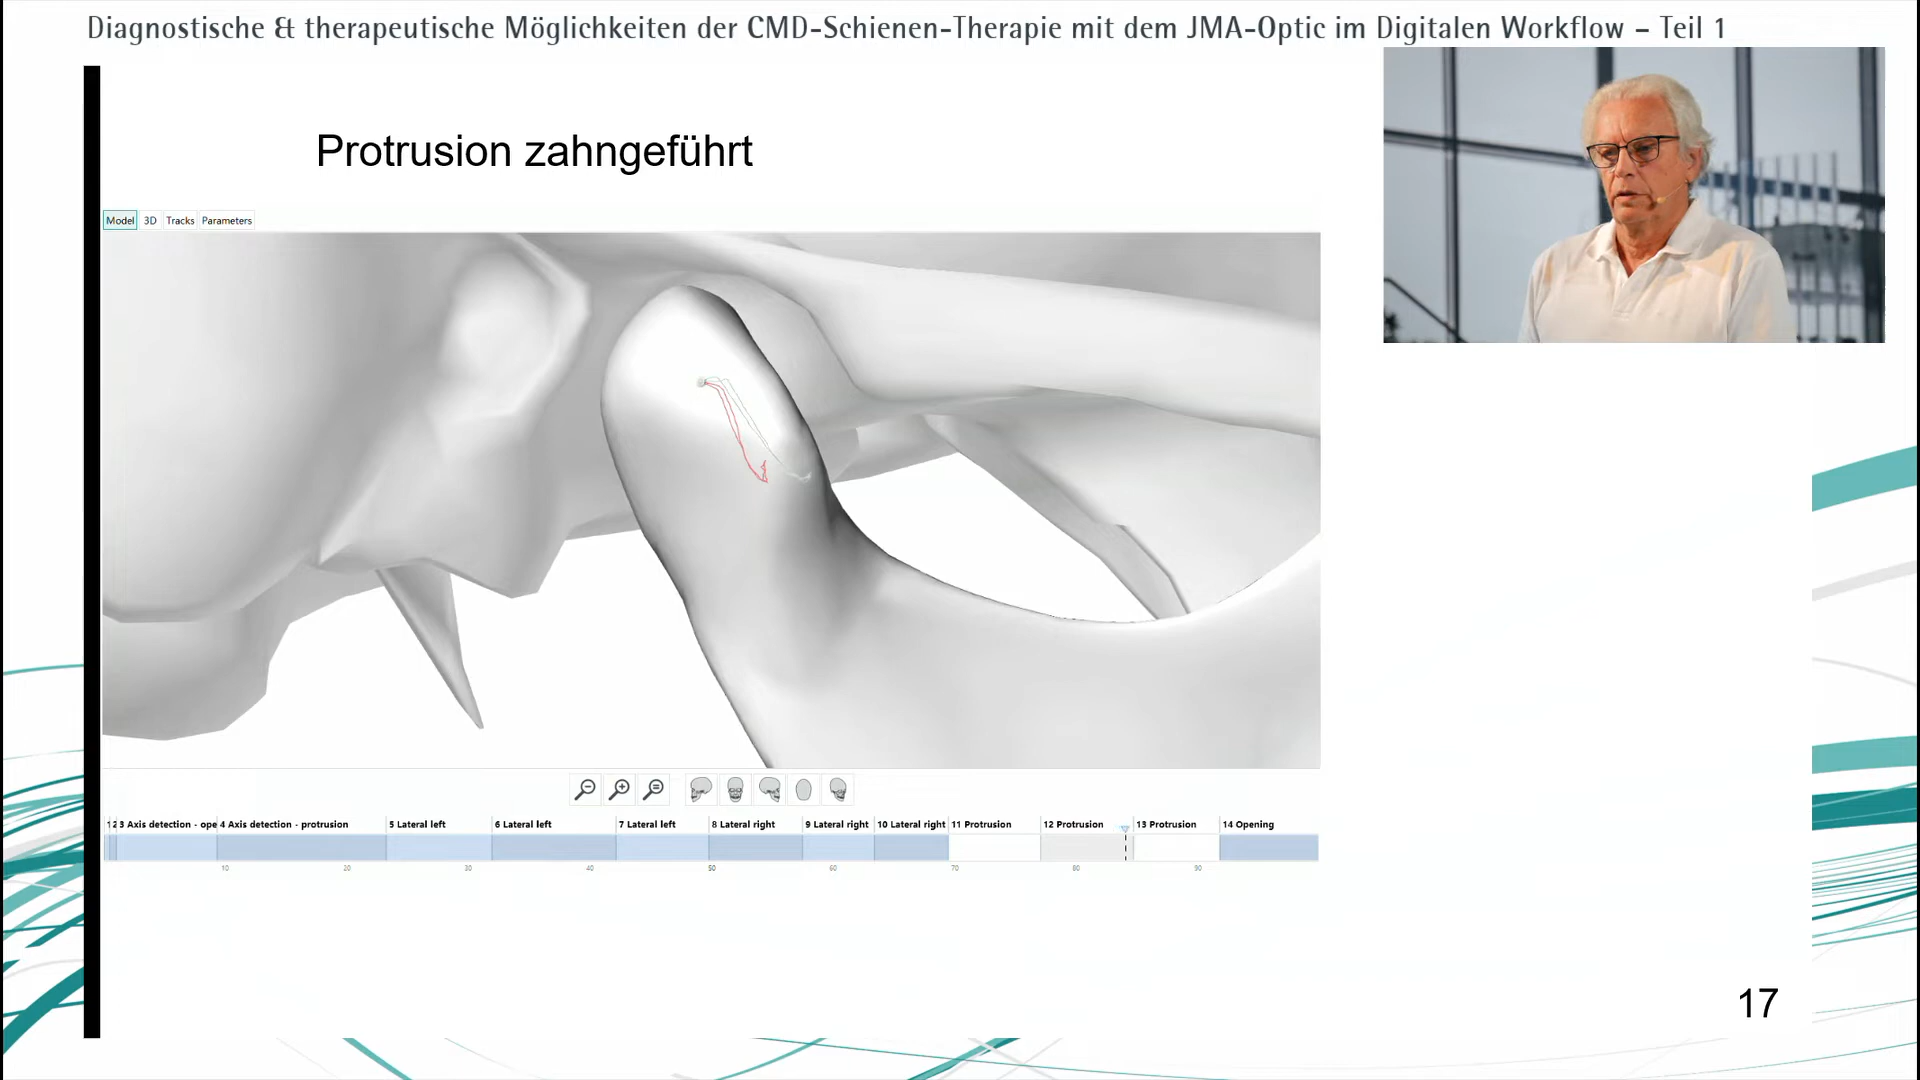 Diagnostische & therapeutische Möglichkeiten der CMD-Schienen-Therapie mit dem JMA-Optic im Digitalen Workflow – Teil 1
Protrusion zahngeführt
Model 3D Tracks Parameters
1 2 3 Axis detection - ope 4 Axis detection - protrusion 5 Lateral left 6 Lateral left 7 Lateral left 8 Lateral right 9 Lateral right 10 Lateral right 11 Protrusion 12 Protrusion 13 Protrusion 14 Opening
10 20 30 40 50 60 70 80 90
17